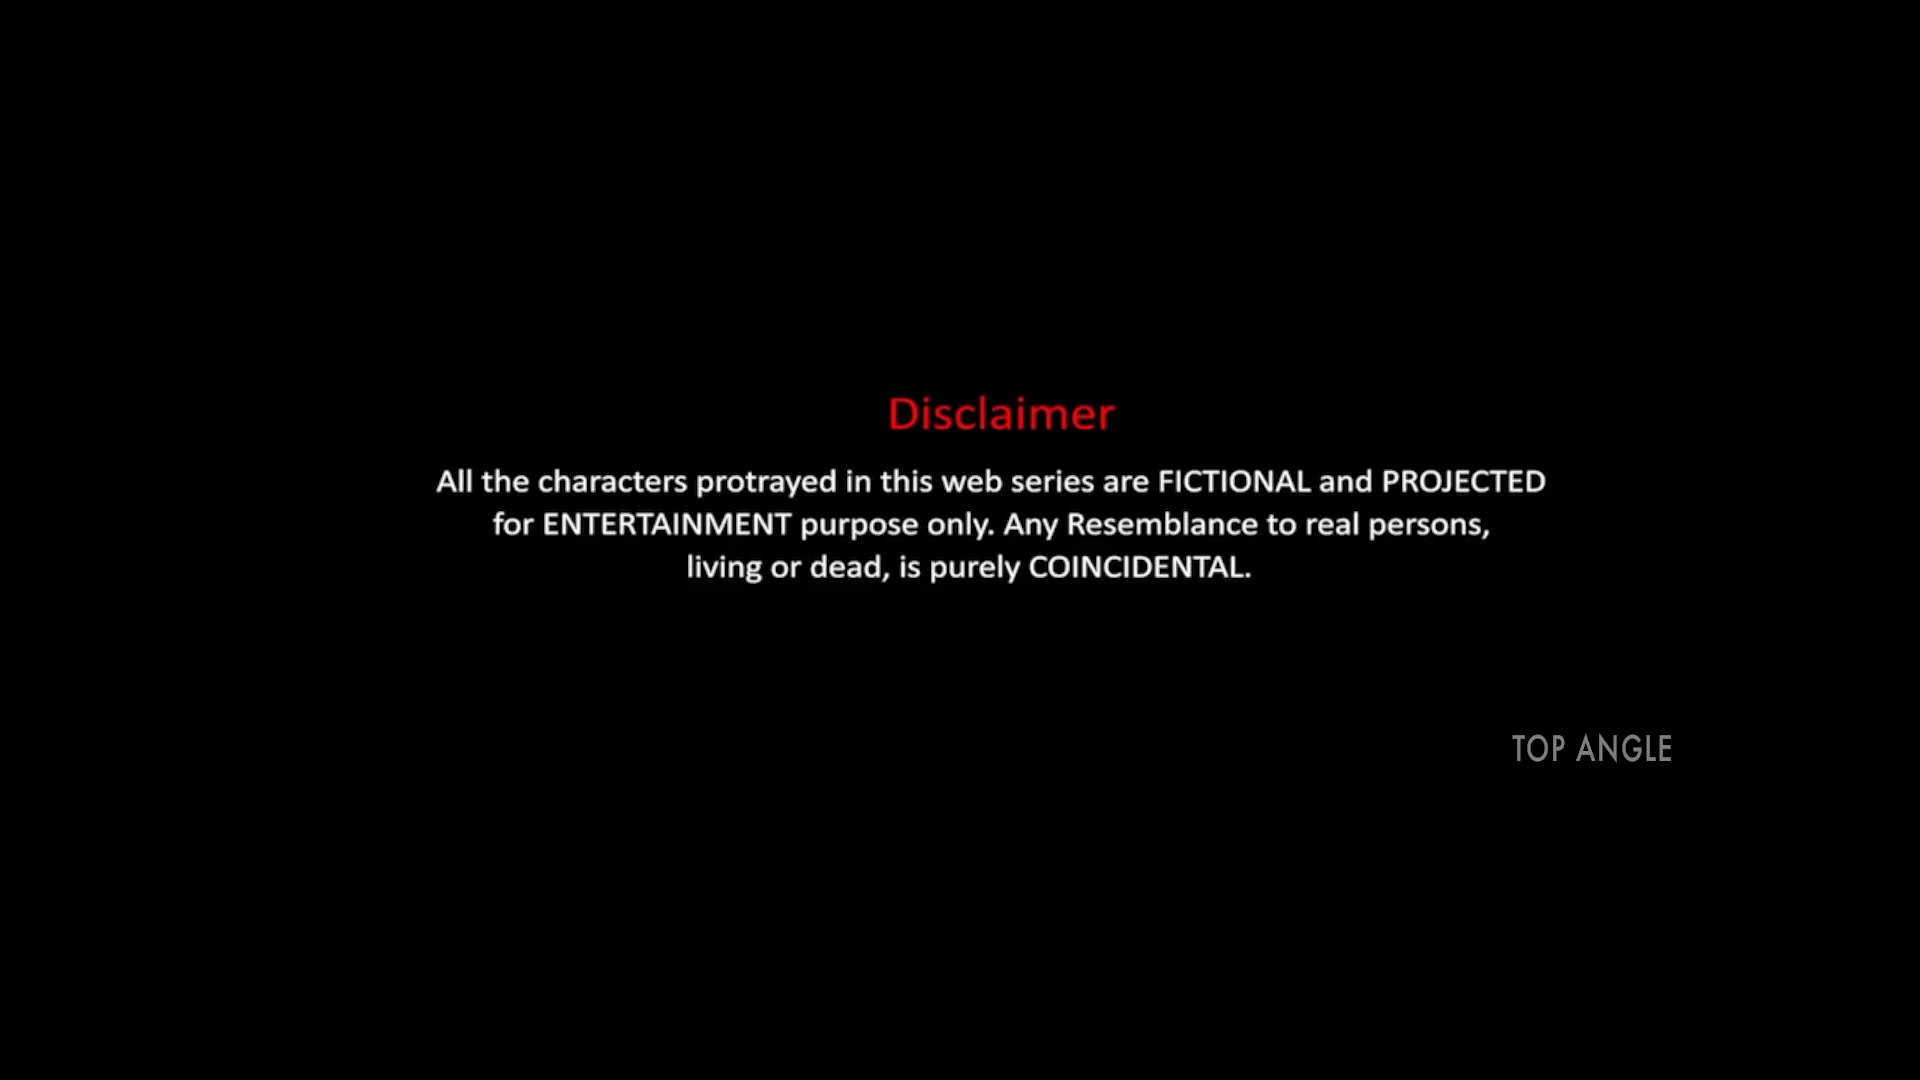 Disclaimer
All the characters protrayed in this web series are FICTIONAL and PROJECTED
for ENTERTAINMENT purpose only. Any Resemblance to real persons,
living or dead, is purely COINCIDENTAL.
TOP ANGLE